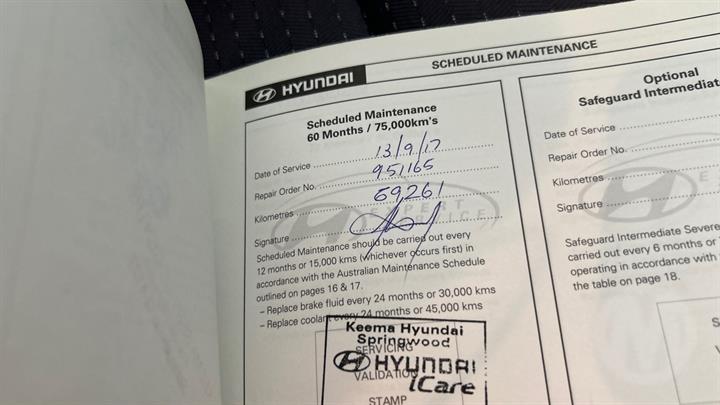 SCHEDULED MAINTENANCE
HYUNDAI
Scheduled Maintenance
60 Months / 75,000km's
Date of Service 13/9/17
Repair Order No. 951165
Kilometres 69,261
EXPERT
SERVICE
Signature
Scheduled Maintenance should be carried out every
12 months or 15,000 kms (whichever occurs first) in
accordance with the Australian Maintenance Schedule
outlined on pages 16 & 17.
– Replace brake fluid every 24 months or 30,000 kms
– Replace coolant every 24 months or 45,000 kms
Keema Hyundai
Springwood
SERVICING
HYUNDAI
VALIDATION
iCare
STAMP
Optional
Safeguard Intermediat
Date of Service
Repair Order No.
Kilometres
Signature
Safeguard Intermediate Severe
carried out every 6 months or
operating in accordance with
the table on page 18.